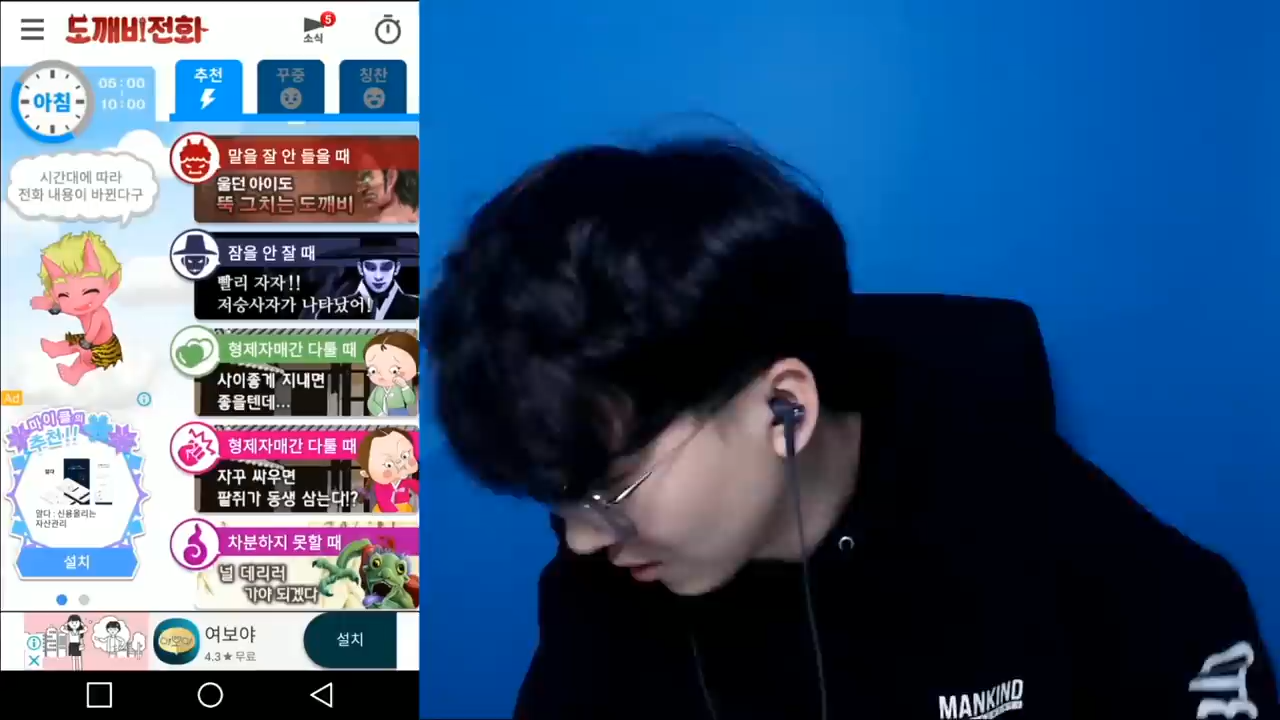 도깨비전화
5
소식
아침
06:00
10:00
추천
꾸중
칭찬
시간대에 따라
전화 내용이 바뀐다구
말을 잘 안 들을 때
울던 아이도
뚝 그치는 도깨비
잠을 안 잘 때
빨리 자자!!
저승사자가 나타났어!
형제자매간 다툴 때
사이좋게 지내면
좋을텐데...
형제자매간 다툴 때
자꾸 싸우면
팥쥐가 동생 삼는다!?
차분하지 못할 때
널 데리러
가야 되겠다
Ad
마이클의
추천!!
알다 : 신용올리는
자산관리
설치
여보야
4.3★ 무료
설치
MANKIND